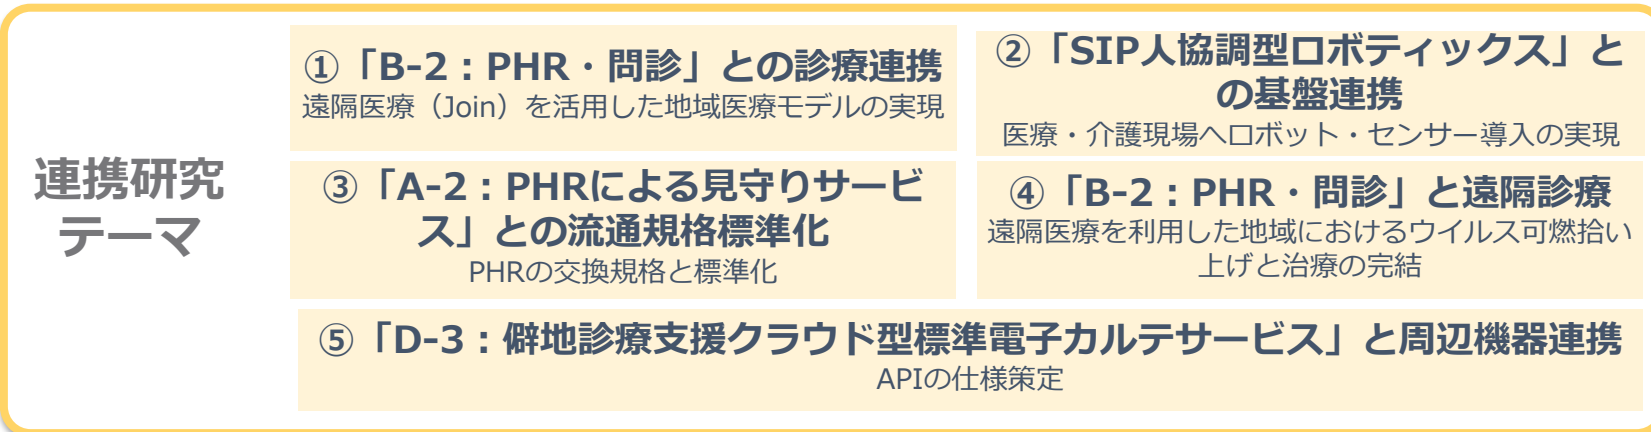 連携研究
テーマ
①「B-2：PHR・問診」との診療連携
遠隔医療（Join）を活用した地域医療モデルの実現
②「SIP人協調型ロボティックス」と
の基盤連携
医療・介護現場へロボット・センサー導入の実現
③「A-2：PHRによる見守りサービ
ス」との流通規格標準化
PHRの交換規格と標準化
④「B-2：PHR・問診」と遠隔診療
遠隔医療を利用した地域におけるウイルス可燃拾い
上げと治療の完結
⑤「D-3：僻地診療支援クラウド型標準電子カルテサービス」と周辺機器連携
APIの仕様策定